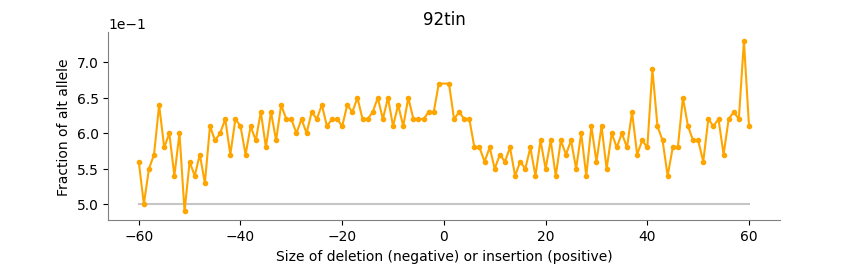 92tin
1e−1
7.0
6.5
6.0
5.5
5.0
Fraction of alt allele
−60 −40 −20 0 20 40 60
Size of deletion (negative) or insertion (positive)